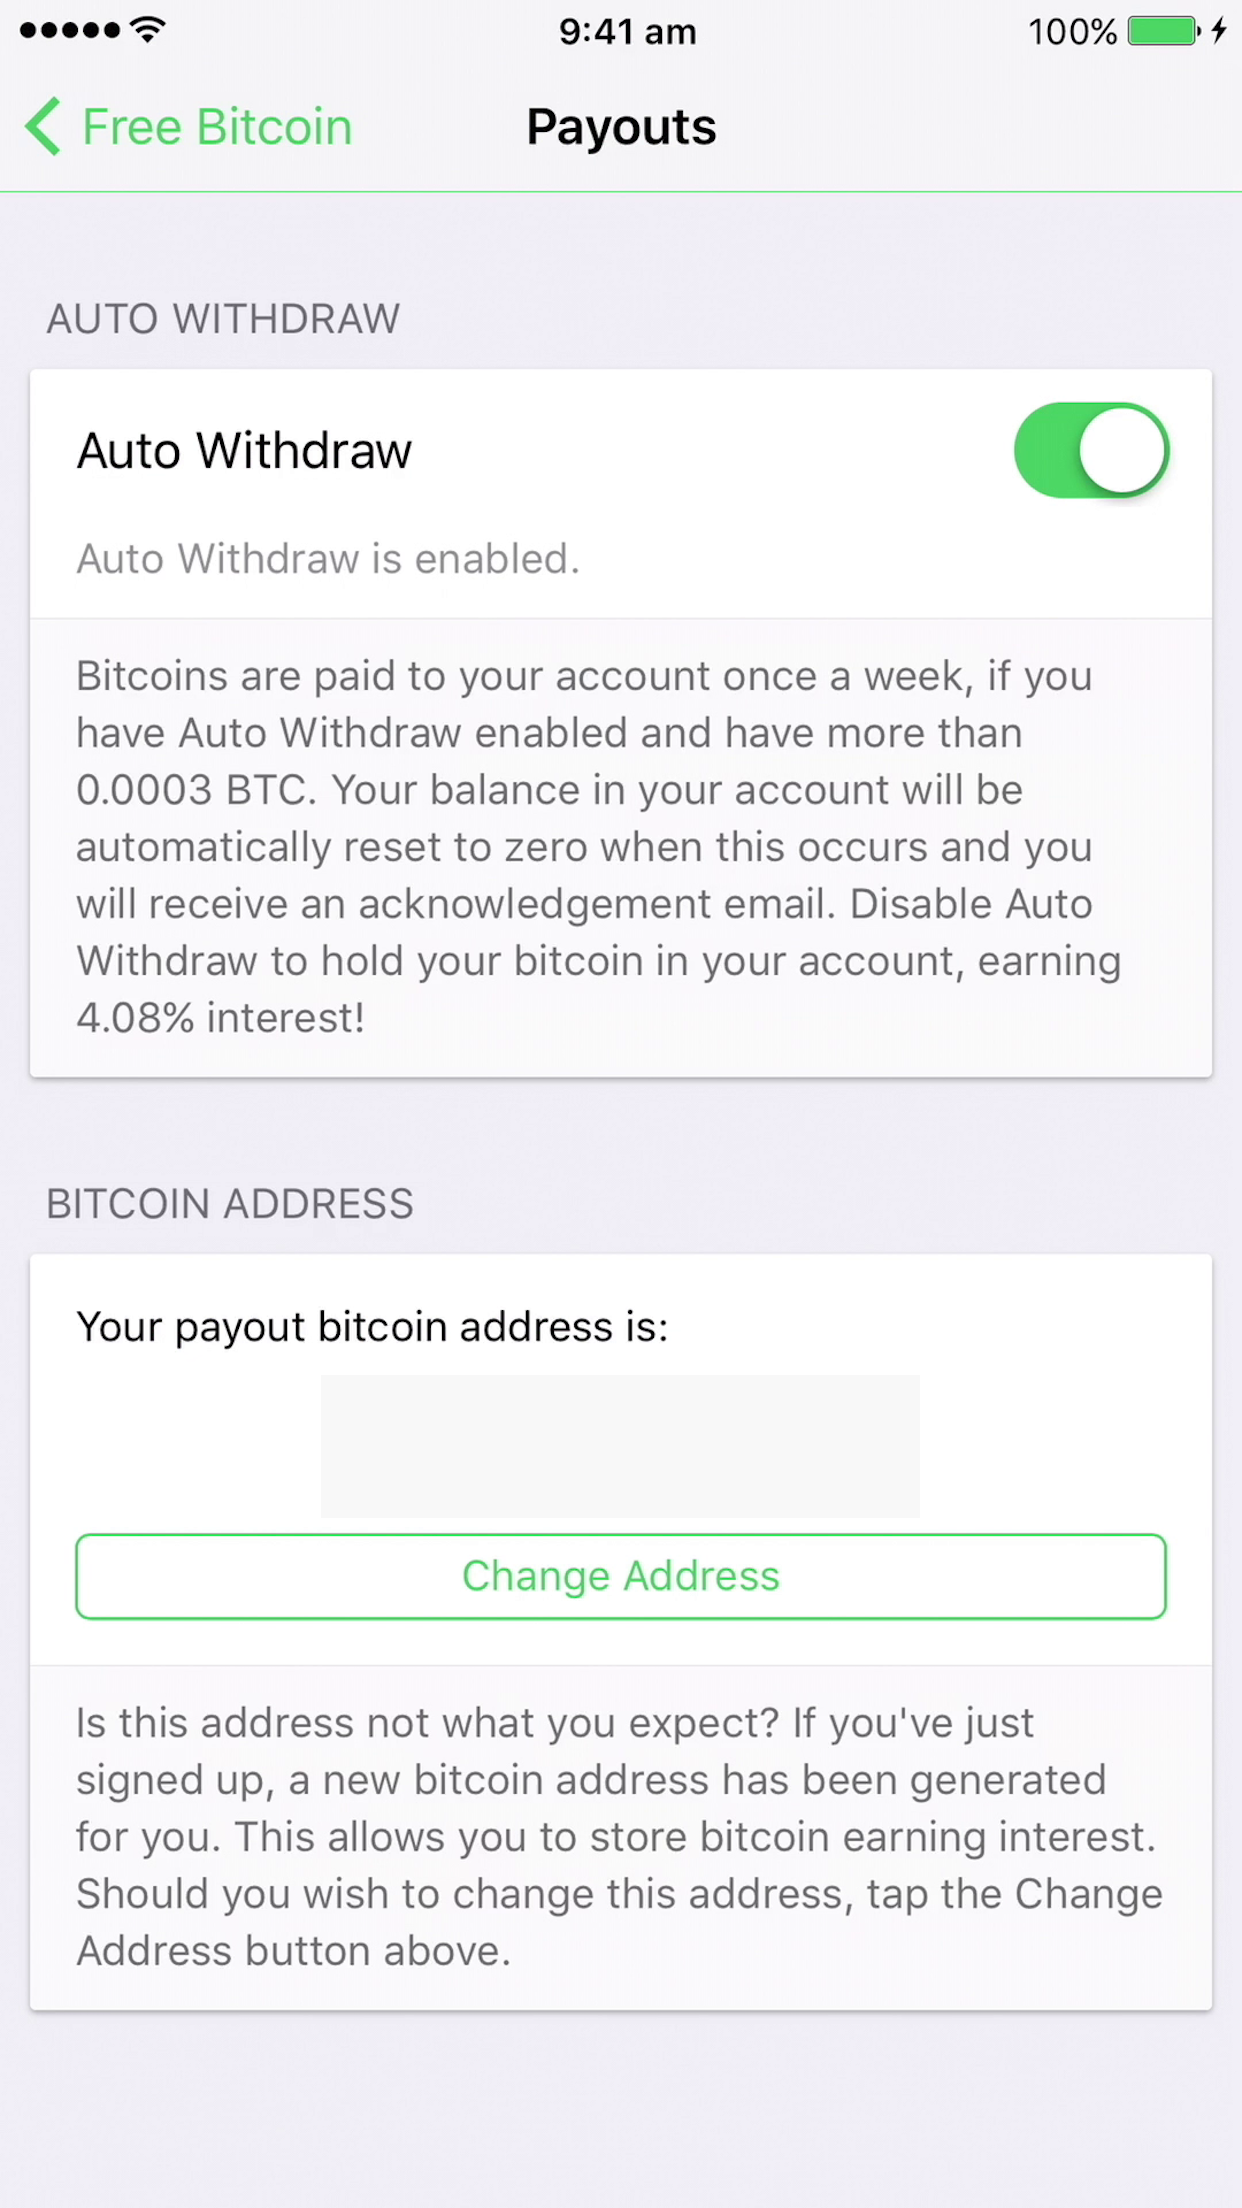 9:41 am
100%
Free Bitcoin
Payouts
AUTO WITHDRAW
Auto Withdraw
Auto Withdraw is enabled.
Bitcoins are paid to your account once a week, if you
have Auto Withdraw enabled and have more than
0.0003 BTC. Your balance in your account will be
automatically reset to zero when this occurs and you
will receive an acknowledgement email. Disable Auto
Withdraw to hold your bitcoin in your account, earning
4.08% interest!
BITCOIN ADDRESS
Your payout bitcoin address is:
Change Address
Is this address not what you expect? If you've just
signed up, a new bitcoin address has been generated
for you. This allows you to store bitcoin earning interest.
Should you wish to change this address, tap the Change
Address button above.